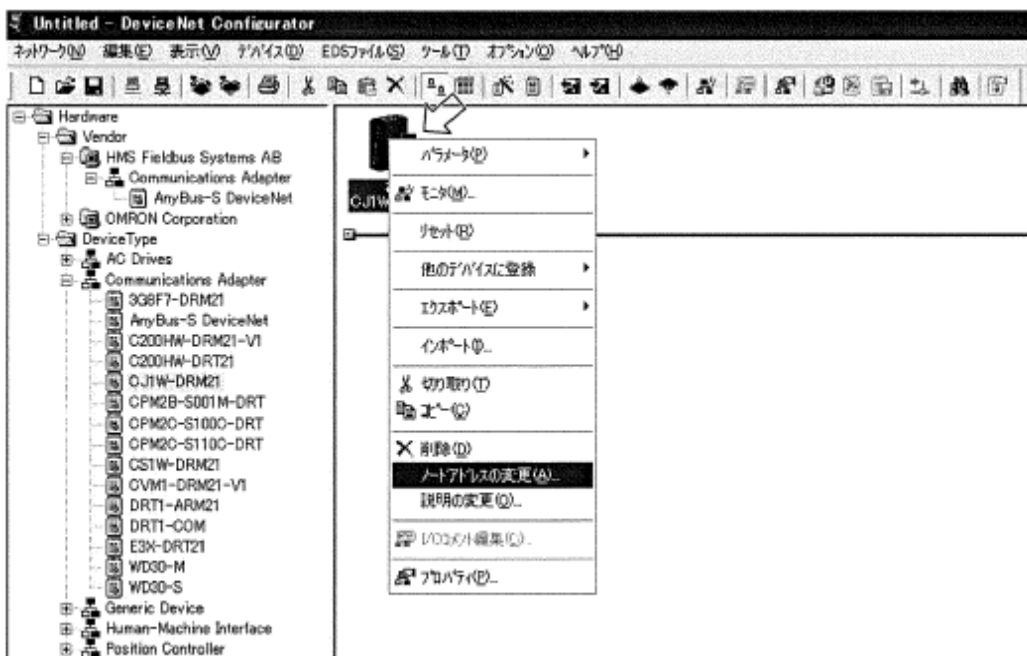 Untitled - DeviceNet Configurator
ネットワーク(N) 編集(E) 表示(V) デバイス(D) EDSファイル(S) ツール(T) オプション(O) ヘルプ(H)
Hardware
Vendor
HMS Fieldbus Systems AB
Communications Adapter
AnyBus-S DeviceNet
OMRON Corporation
DeviceType
AC Drives
Communications Adapter
3G8F7-DRM21
AnyBus-S DeviceNet
C200HW-DRM21-V1
C200HW-DRT21
CJ1W-DRM21
CPM2B-S001M-DRT
CPM2C-S100C-DRT
CPM2C-S110C-DRT
CS1W-DRM21
CVM1-DRM21-V1
DRT1-ARM21
DRT1-COM
E3X-DRT21
WD30-M
WD30-S
Generic Device
Human-Machine Interface
Position Controller
CJ1W
パラメータ(P)
モニタ(M)...
リセット(R)
他のデバイスに登録
エクスポート(E)
インポート(I)...
切り取り(T)
コピー(C)
削除(D)
ノードアドレスの変更(A)...
説明の変更(O)...
I/Oコメント編集(C)...
プロパティ(P)...